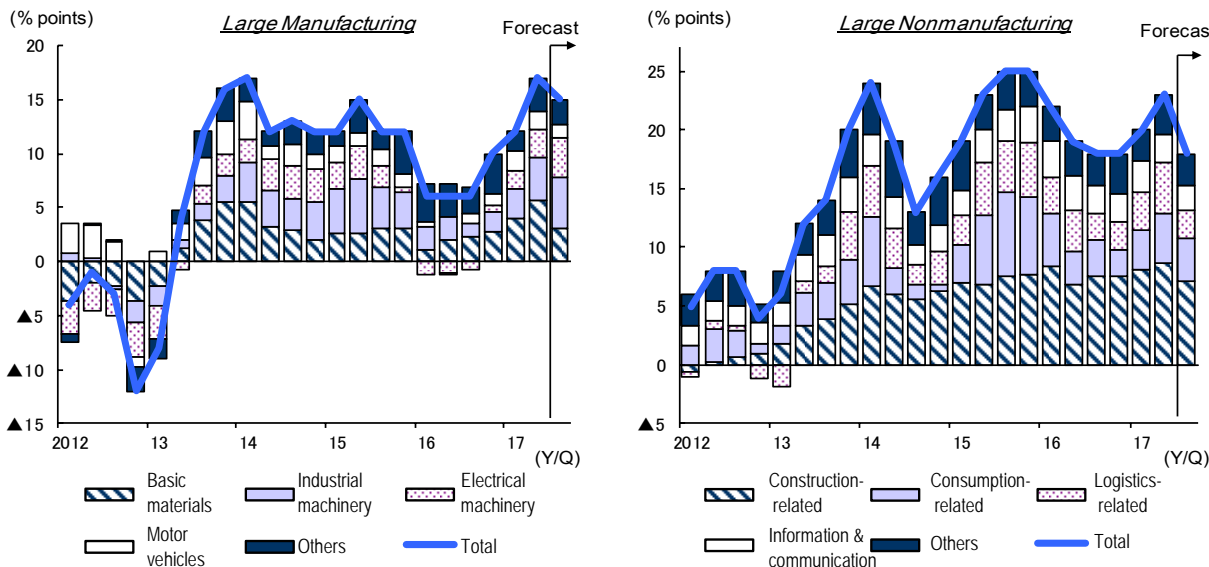 (% points)
Large Manufacturing
Forecast
20
15
10
5
0
▲5
▲10
▲15
2012
13
14
15
16
17
(Y/Q)
Basic materials
Industrial machinery
Electrical machinery
Motor vehicles
Others
Total
(% points)
Large Nonmanufacturing
Forecas
25
20
15
10
5
0
▲5
2012
13
14
15
16
17
(Y/Q)
Construction-
related
Consumption-
related
Logistics-
related
Information &
communication
Others
Total